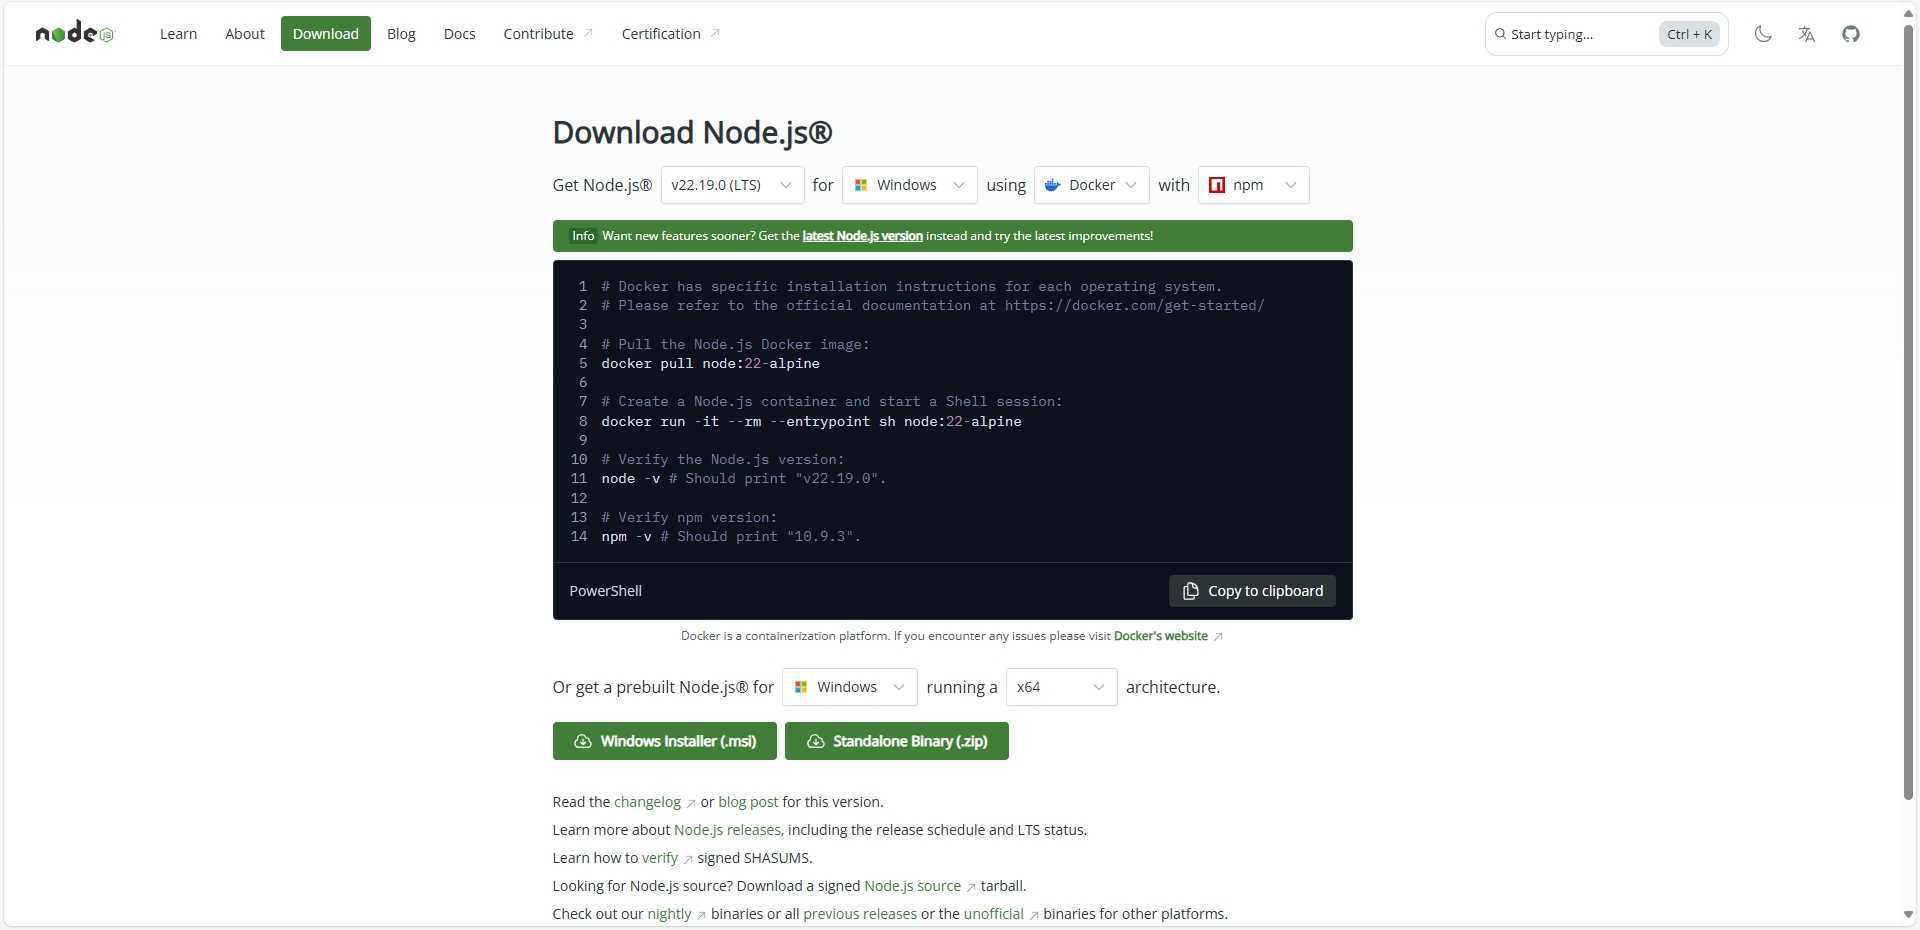 node JS
Learn About Download Blog Docs Contribute Certification Start typing... Ctrl + K
Download Node.js®
Get Node.js® v22.19.0 (LTS) for Windows using Docker with npm
Info Want new features sooner? Get the latest Node.js version instead and try the latest improvements!
1 # Docker has specific installation instructions for each operating system.
2 # Please refer to the official documentation at https://docker.com/get-started/
3
4 # Pull the Node.js Docker image:
5 docker pull node:22-alpine
6
7 # Create a Node.js container and start a Shell session:
8 docker run -it --rm --entrypoint sh node:22-alpine
9
10 # Verify the Node.js version:
11 node -v # Should print "v22.19.0".
12
13 # Verify npm version:
14 npm -v # Should print "10.9.3".
PowerShell Copy to clipboard
Docker is a containerization platform. If you encounter any issues please visit Docker's website
Or get a prebuilt Node.js® for Windows running a x64 architecture.
Windows Installer (.msi) Standalone Binary (.zip)
Read the changelog or blog post for this version.
Learn more about Node.js releases, including the release schedule and LTS status.
Learn how to verify signed SHASUMS.
Looking for Node.js source? Download a signed Node.js source tarball.
Check out our nightly binaries or all previous releases or the unofficial binaries for other platforms.